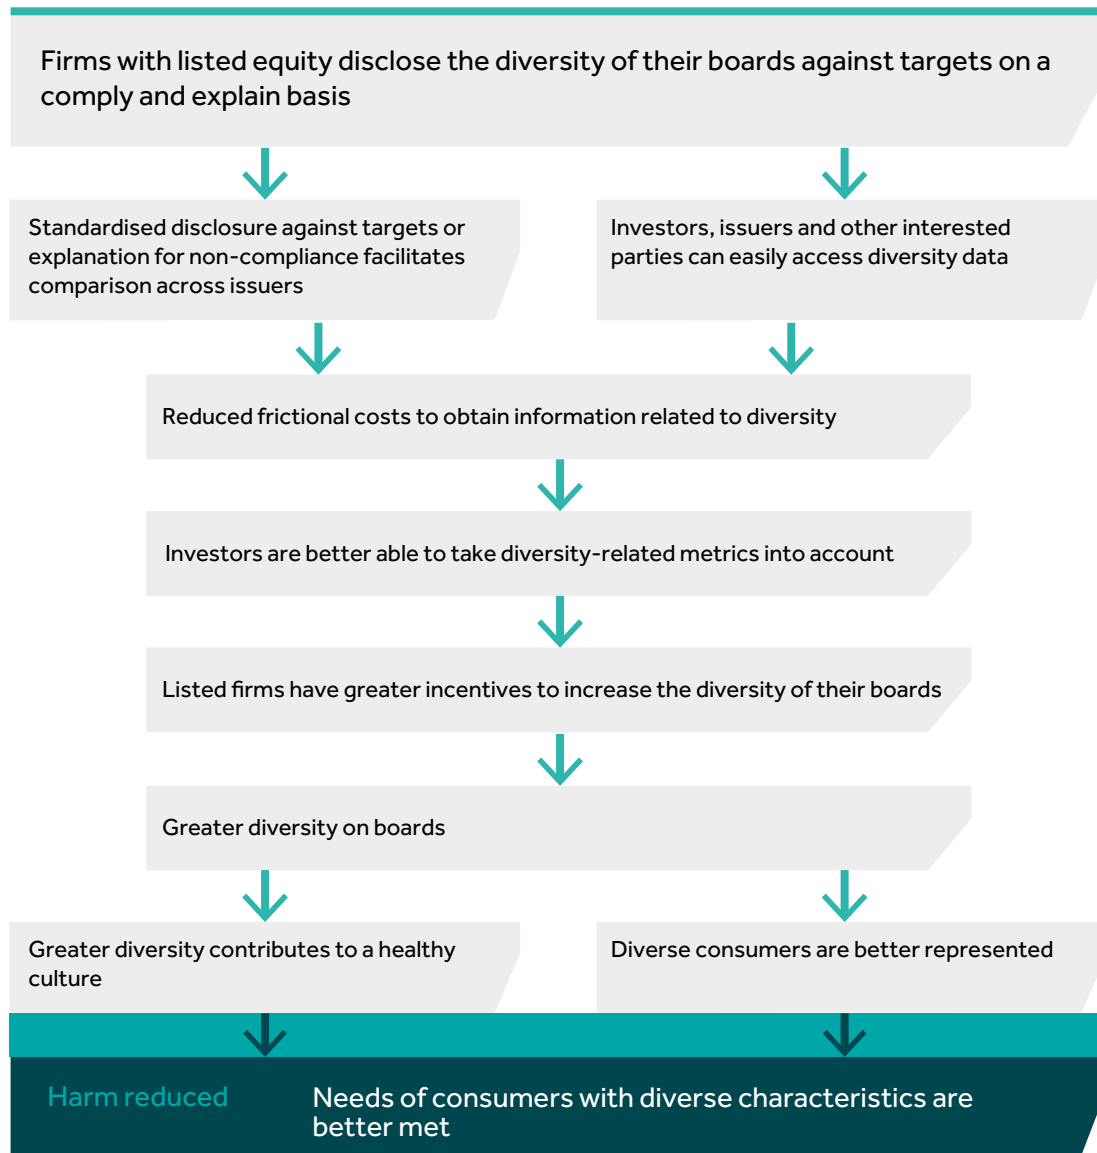 Firms with listed equity disclose the diversity of their boards against targets on a
comply and explain basis
Standardised disclosure against targets or
explanation for non-compliance facilitates
comparison across issuers
Investors, issuers and other interested
parties can easily access diversity data
Reduced frictional costs to obtain information related to diversity
Investors are better able to take diversity-related metrics into account
Listed firms have greater incentives to increase the diversity of their boards
Greater diversity on boards
Greater diversity contributes to a healthy
culture
Diverse consumers are better represented
Harm reduced
Needs of consumers with diverse characteristics are
better met